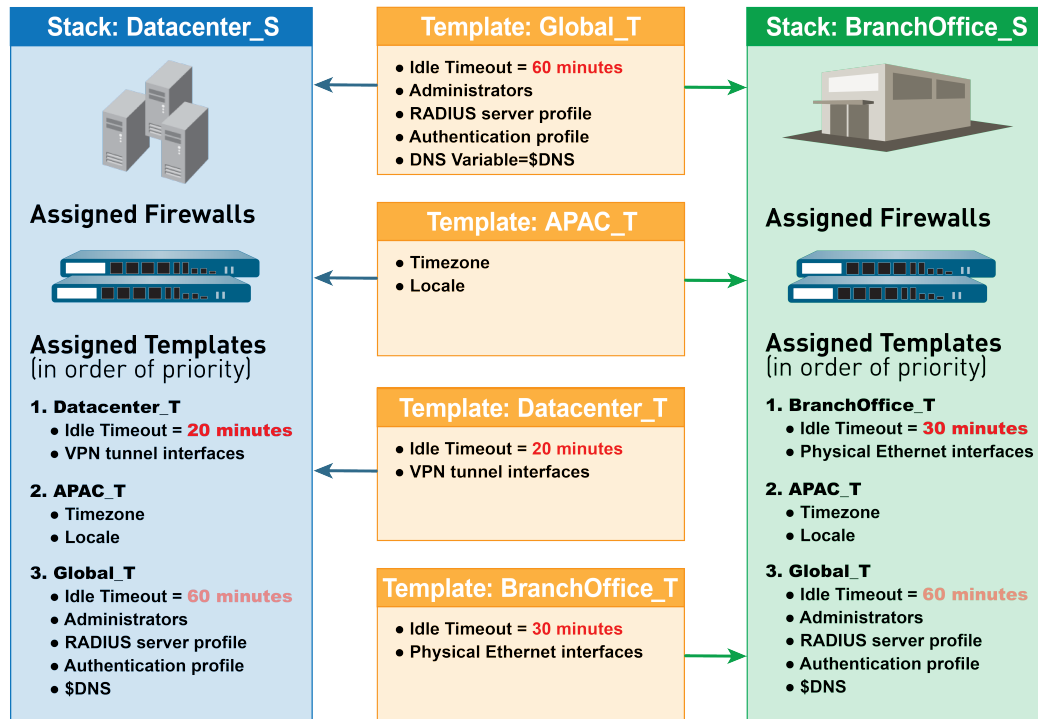 Stack: Datacenter_S
Assigned Firewalls
Assigned Templates
(in order of priority)
1. Datacenter_T
● Idle Timeout = 20 minutes
● VPN tunnel interfaces
2. APAC_T
● Timezone
● Locale
3. Global_T
● Idle Timeout = 60 minutes
● Administrators
● RADIUS server profile
● Authentication profile
● $DNS
Template: Global_T
● Idle Timeout = 60 minutes
● Administrators
● RADIUS server profile
● Authentication profile
● DNS Variable=$DNS
Template: APAC_T
● Timezone
● Locale
Template: Datacenter_T
● Idle Timeout = 20 minutes
● VPN tunnel interfaces
Template: BranchOffice_T
● Idle Timeout = 30 minutes
● Physical Ethernet interfaces
Stack: BranchOffice_S
Assigned Firewalls
Assigned Templates
(in order of priority)
1. BranchOffice_T
● Idle Timeout = 30 minutes
● Physical Ethernet interfaces
2. APAC_T
● Timezone
● Locale
3. Global_T
● Idle Timeout = 60 minutes
● Administrators
● RADIUS server profile
● Authentication profile
● $DNS